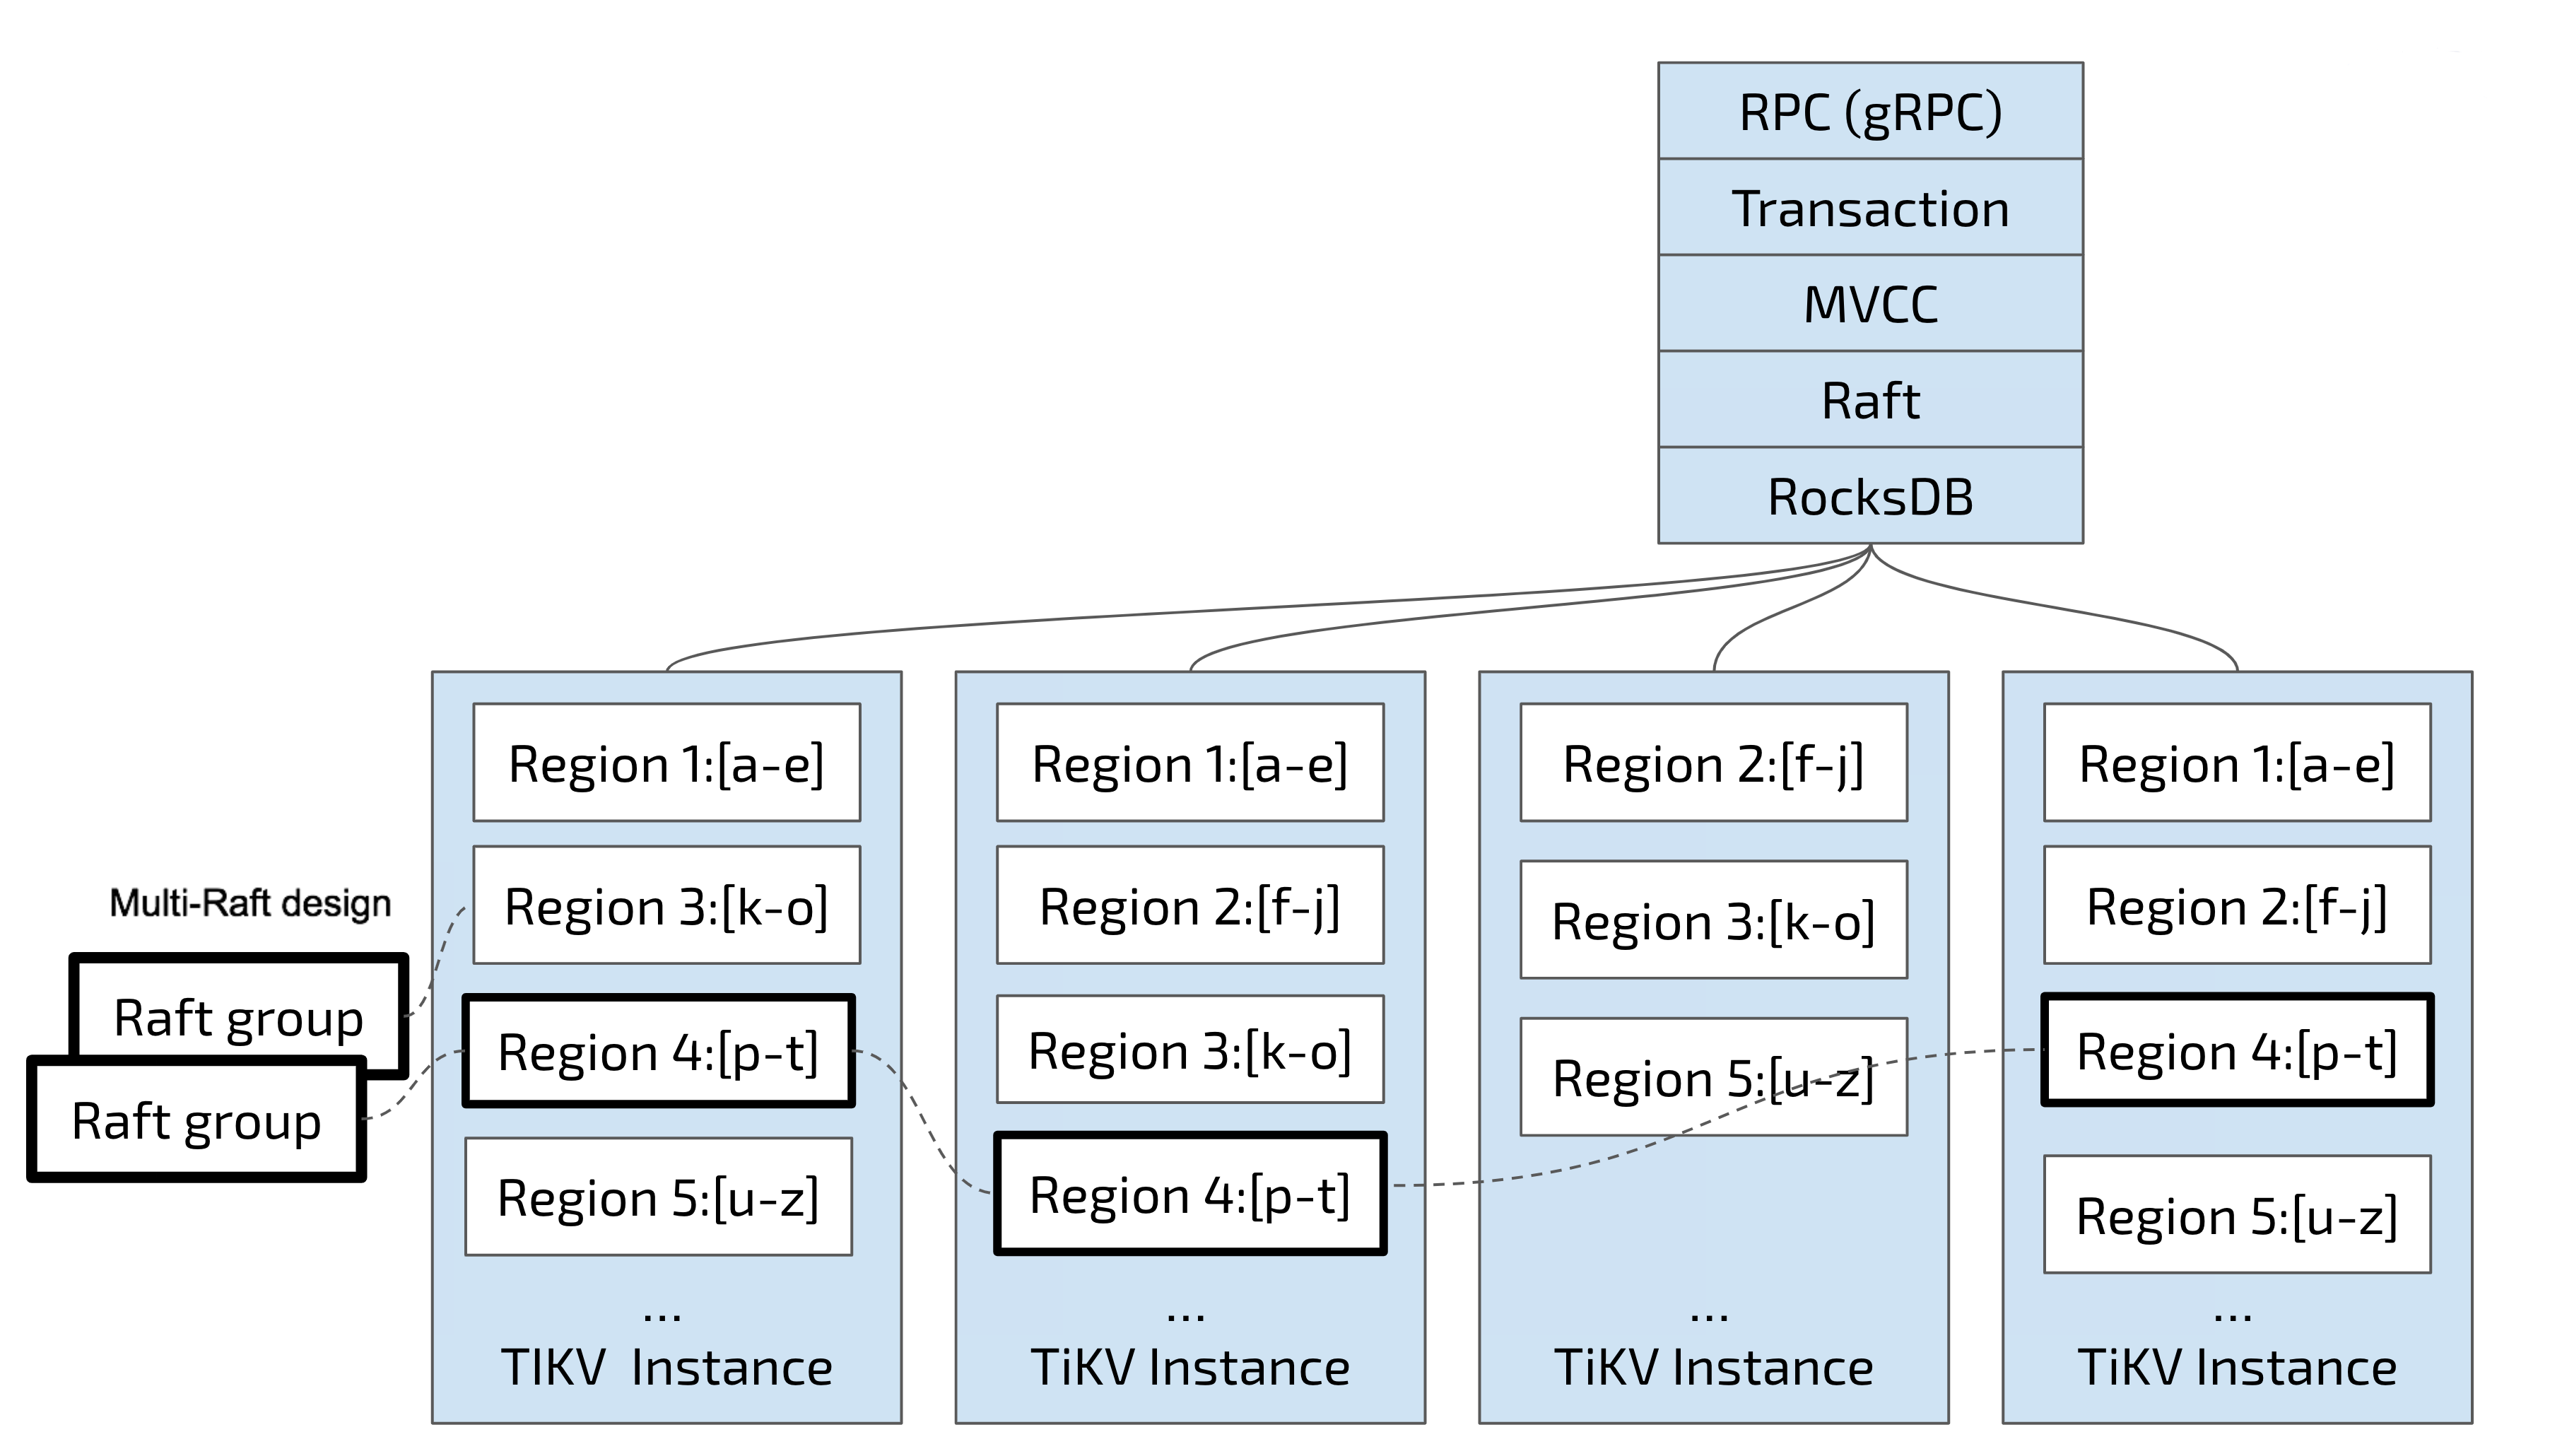 RPC (gRPC)
Transaction
MVCC
Raft
RocksDB
Multi-Raft design
Raft group
Raft group
Region 1:[a-e]
Region 3:[k-o]
Region 4:[p-t]
Region 5:[u-z]
...
TIKV Instance
Region 1:[a-e]
Region 2:[f-j]
Region 3:[k-o]
Region 4:[p-t]
...
TiKV Instance
Region 2:[f-j]
Region 3:[k-o]
Region 5:[u-z]
...
TiKV Instance
Region 1:[a-e]
Region 2:[f-j]
Region 4:[p-t]
Region 5:[u-z]
...
TiKV Instance